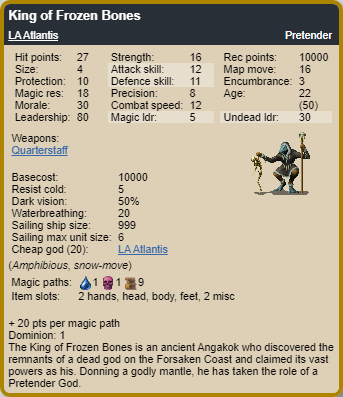 King of Frozen Bones
LA Atlantis Pretender
Hit points: 27 Strength: 16 Rec points: 10000
Size: 4 Attack skill: 12 Map move: 16
Protection: 10 Defence skill: 11 Encumbrance: 3
Magic res: 18 Precision: 8 Age: 22
Morale: 30 Combat speed: 12 (50)
Leadership: 80 Magic ldr: 5 Undead ldr: 30
Weapons:
Quarterstaff
Basecost: 10000
Resist cold: 5
Dark vision: 50%
Waterbreathing: 20
Sailing ship size: 999
Sailing max unit size: 6
Cheap god (20): LA Atlantis
(Amphibious, snow-move)
Magic paths: 1 1 9
Item slots: 2 hands, head, body, feet, 2 misc
+ 20 pts per magic path
Dominion: 1
The King of Frozen Bones is an ancient Angakok who discovered the
remnants of a dead god on the Forsaken Coast and claimed its vast
powers as his. Donning a godly mantle, he has taken the role of a
Pretender God.